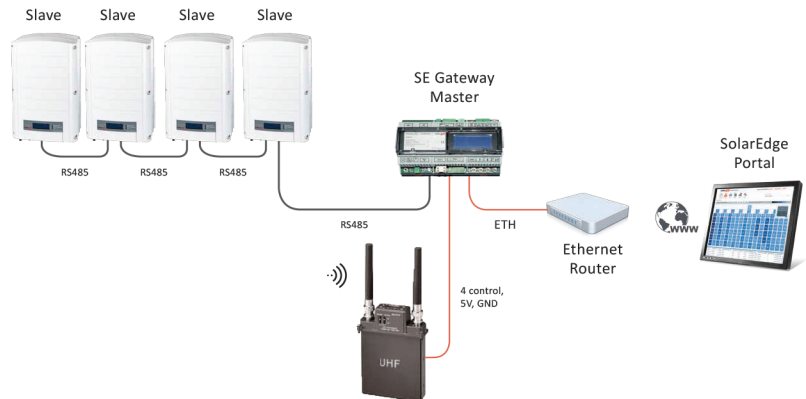 Slave Slave Slave Slave
SE Gateway
Master
SolarEdge
Portal
RS485 RS485 RS485
RS485
ETH
www
Ethernet
Router
4 control,
5V, GND
UHF